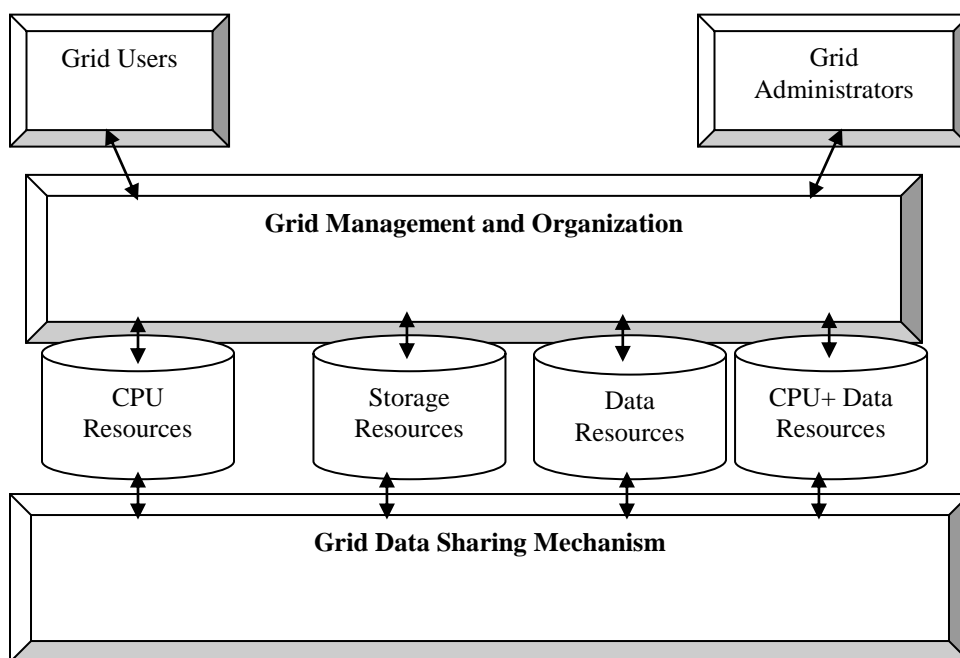 Grid Users
Grid
Administrators
Grid Management and Organization
CPU
Resources
Storage
Resources
Data
Resources
CPU+ Data
Resources
Grid Data Sharing Mechanism